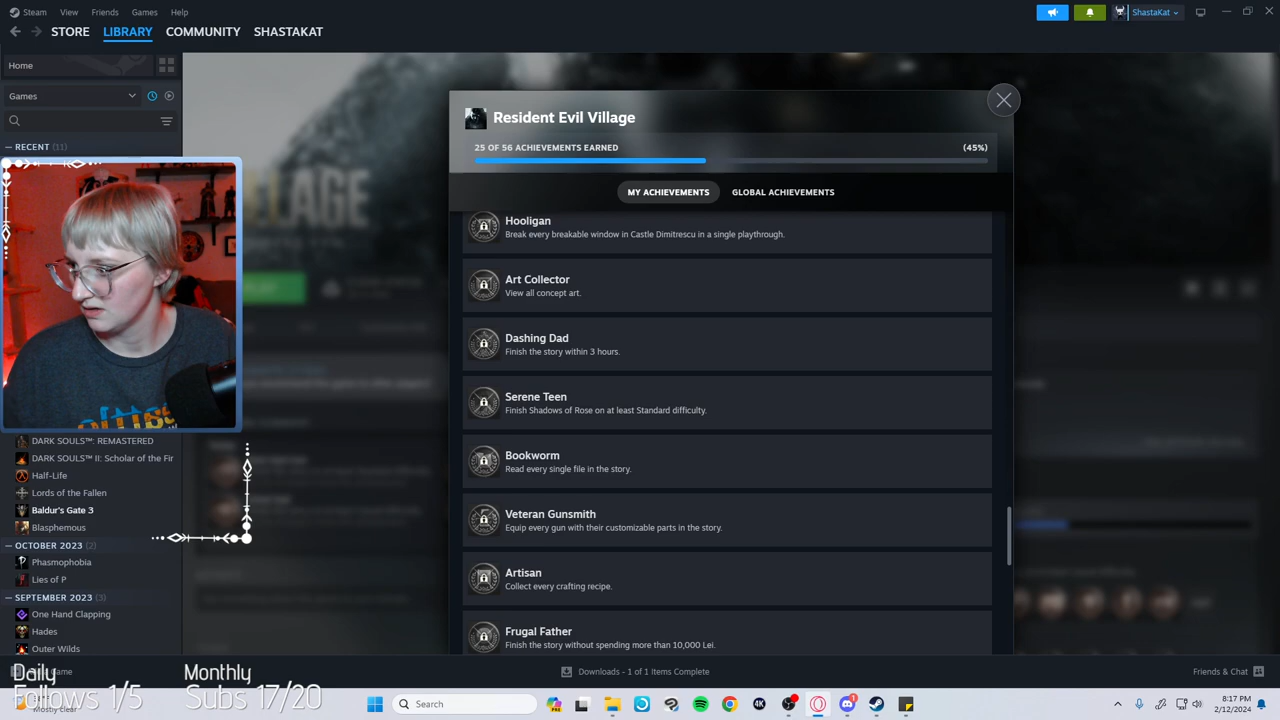 Steam View Friends Games Help
ShastaKat
STORE LIBRARY COMMUNITY SHASTAKAT
Home
Games
RECENT (11)
DARK SOULS™: REMASTERED
DARK SOULS™ II: Scholar of the Fir
Half-Life
Lords of the Fallen
Baldur's Gate 3
Blasphemous
OCTOBER 2023 (2)
Phasmophobia
Lies of P
SEPTEMBER 2023 (3)
One Hand Clapping
Hades
Outer Wilds
Resident Evil Village
25 OF 56 ACHIEVEMENTS EARNED (45%)
MY ACHIEVEMENTS GLOBAL ACHIEVEMENTS
Hooligan
Break every breakable window in Castle Dimitrescu in a single playthrough.
Art Collector
View all concept art.
Dashing Dad
Finish the story within 3 hours.
Serene Teen
Finish Shadows of Rose on at least Standard difficulty.
Bookworm
Read every single file in the story.
Veteran Gunsmith
Equip every gun with their customizable parts in the story.
Artisan
Collect every crafting recipe.
Frugal Father
Finish the story without spending more than 10,000 Lei.
Downloads - 1 of 1 Items Complete
Friends & Chat
Daily
Follows 1/5
Monthly
Subs 17/20
Mostly clear
Search
8:17 PM
2/12/2024